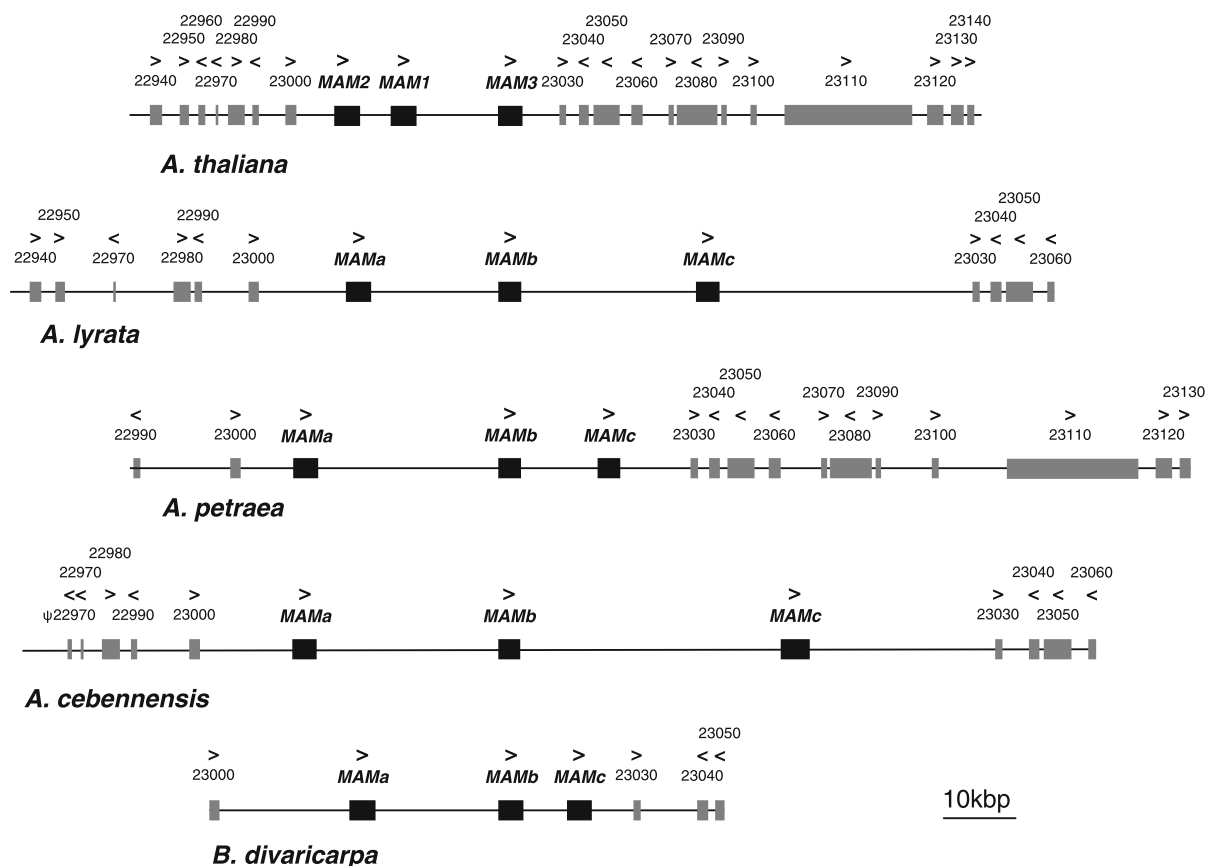 22960 22990 23050 23140
22950 22980 23040 23070 23090 23130
> > < < > < > > > > > < < < > < > > > > > >
22940 22970 23000 MAM2 MAM1 MAM3 23030 23060 23080 23100 23110 23120
A. thaliana
23050
22950 22990 23040
> > < > < > > > > > < < <
22940 22970 22980 23000 MAMa MAMb MAMc 23030 23060
A. lyrata
23050 23130
23040 23070 23090
< > > > > > < < < > < < > > > >
22990 23000 MAMa MAMb MAMc 23030 23060 23080 23100 23110 23120
A. petraea
22980
22970 23040 23060
< < > < > > > > > < < <
ψ22970 22990 23000 MAMa MAMb MAMc 23030 23050
A. cebennensis
23050
> > > > > < <
23000 MAMa MAMb MAMc 23030 23040
10kbp
B. divaricarpa